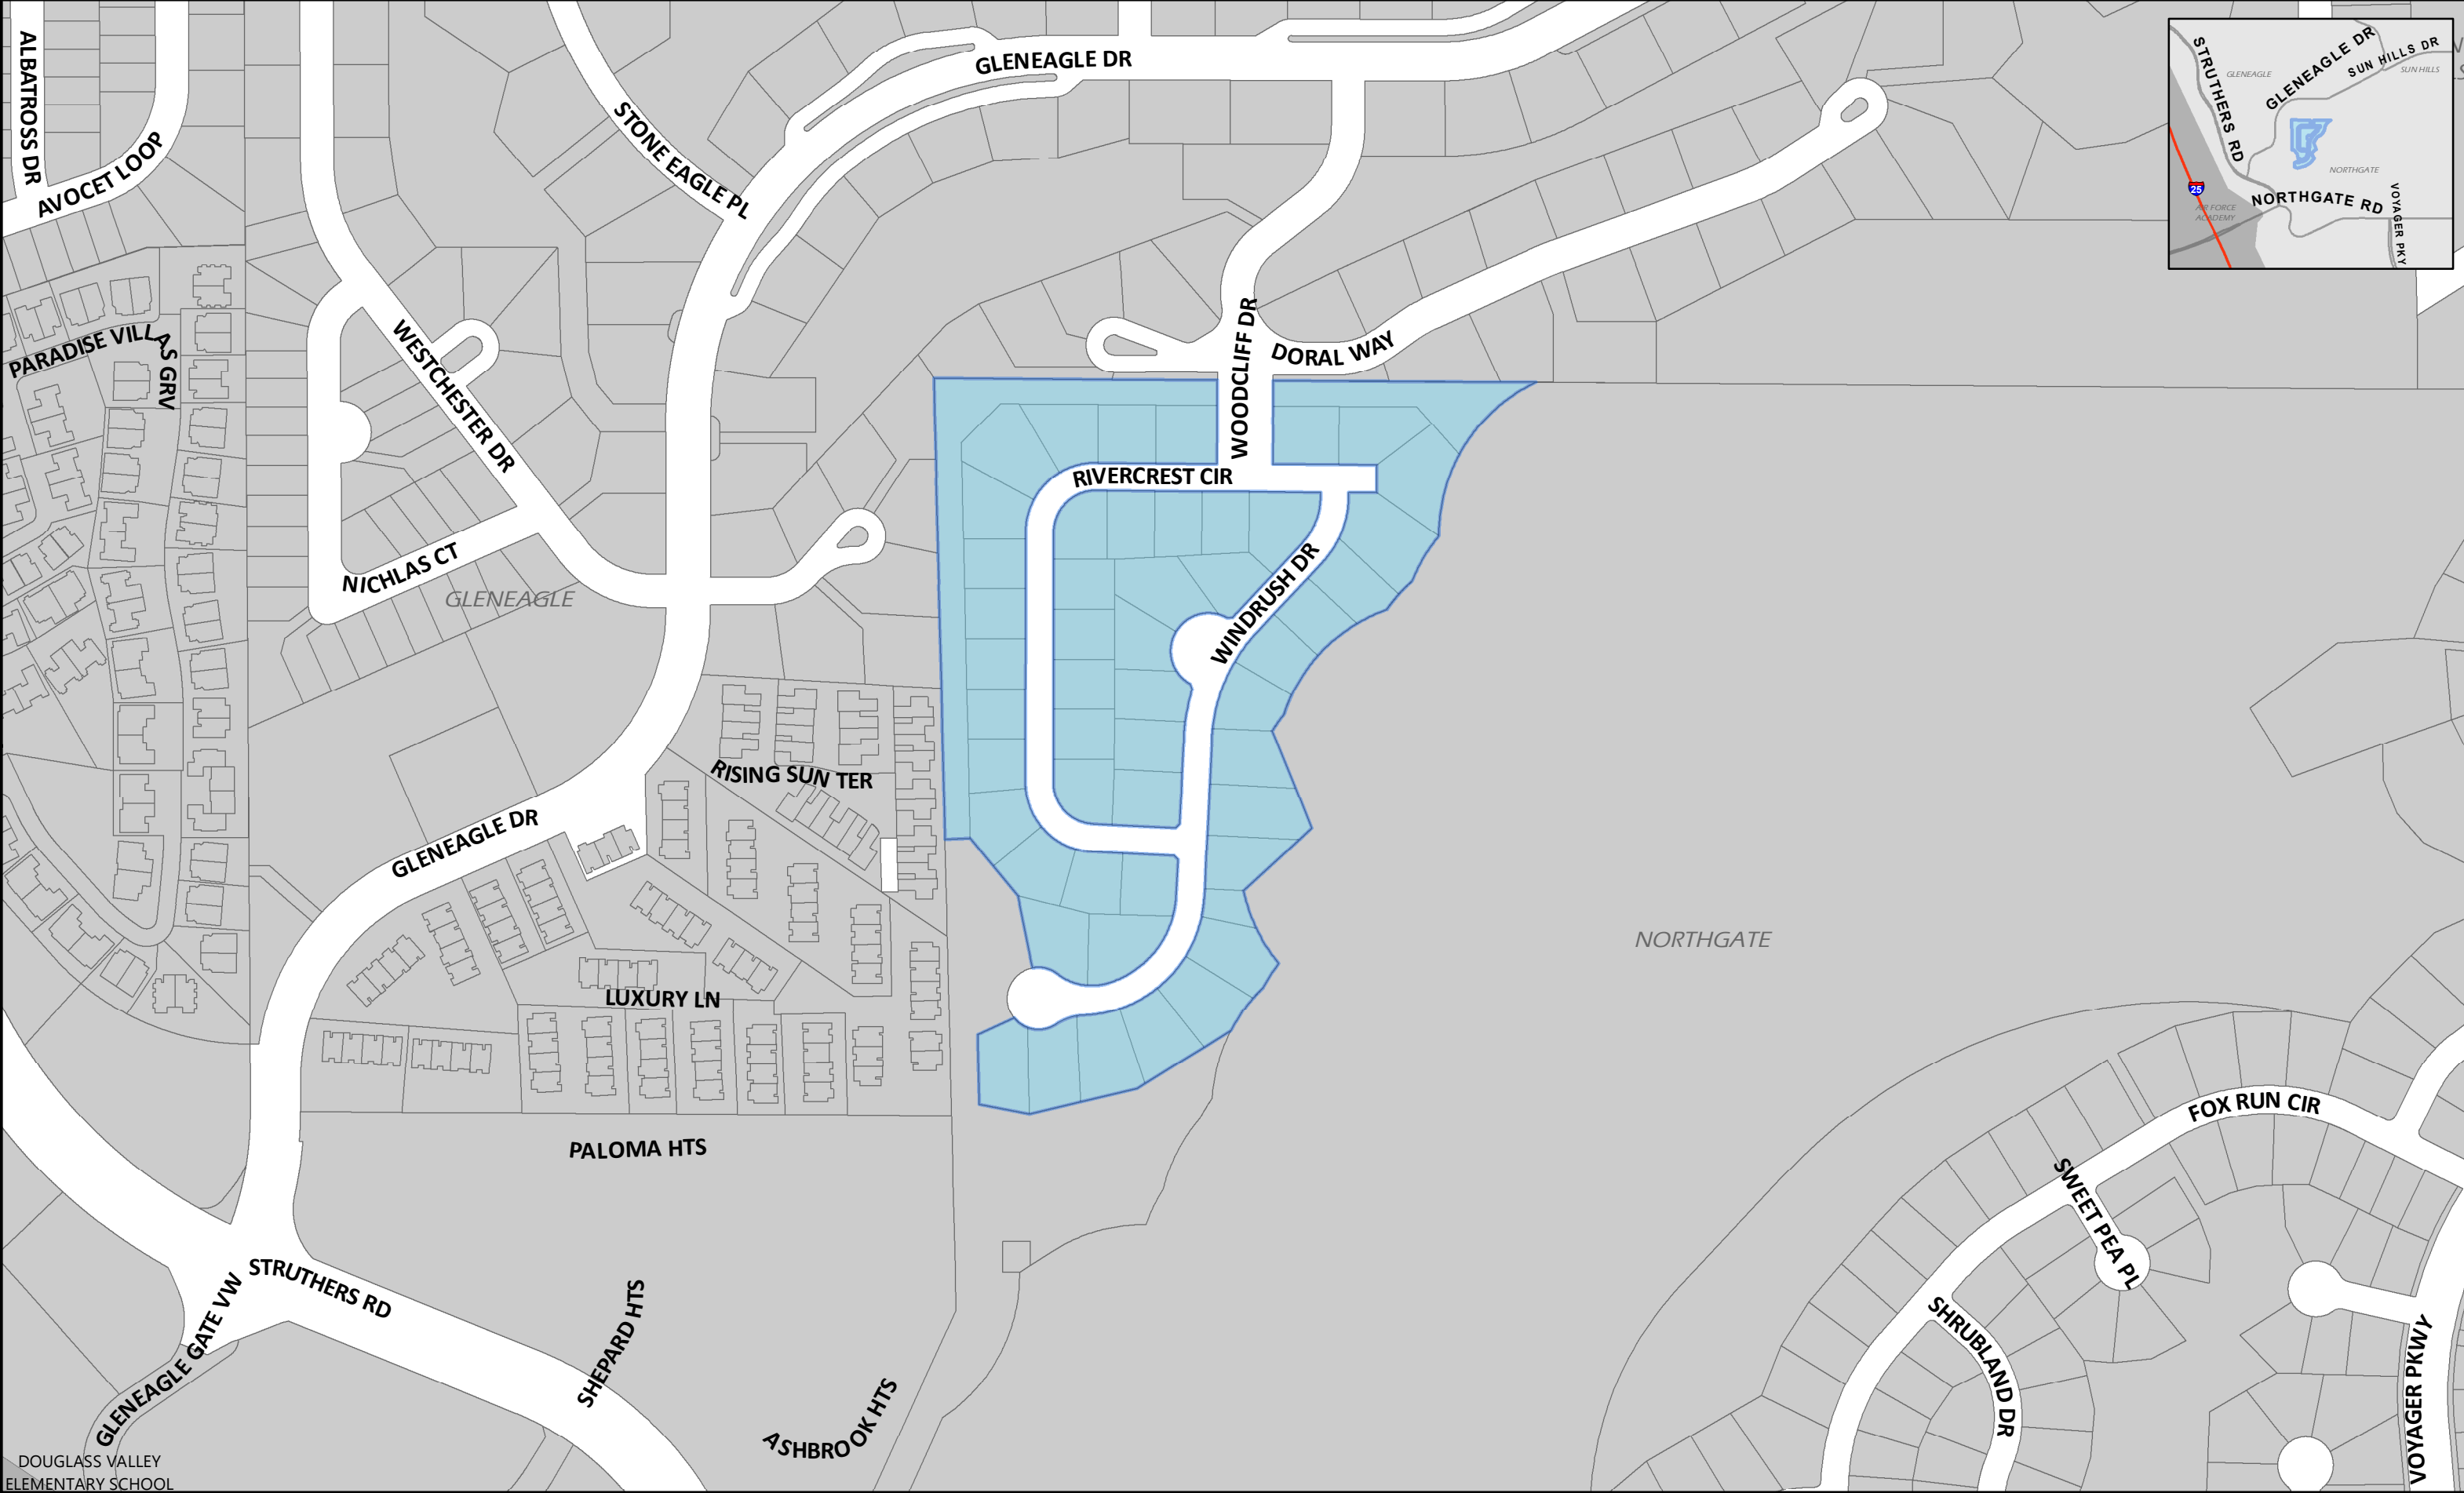 ALBATROSS DR
AVOCET LOOP
STONE EAGLE PL
GLENEAGLE DR
PARADISE VILLAS GRV
WESTCHESTER DR
WOODCLIFF DR
DORAL WAY
RIVERCREST CIR
WINDRUSH DR
NICHLAS CT
GLENEAGLE
RISING SUN TER
GLENEAGLE DR
LUXURY LN
PALOMA HTS
NORTHGATE
STRUTHERS RD
GLENEAGLE GATE VW
SHEPARD HTS
ASHBROOK HTS
DOUGLASS VALLEY
ELEMENTARY SCHOOL
FOX RUN CIR
SWEET PEA PL
SHRUBLAND DR
VOYAGER PKWY
STRUTHERS RD
GLENEAGLE
GLENEAGLE DR
SUN HILLS DR
SUN HILLS
NORTHGATE
25
AIR FORCE
ACADEMY
NORTHGATE RD
VOYAGER PKY